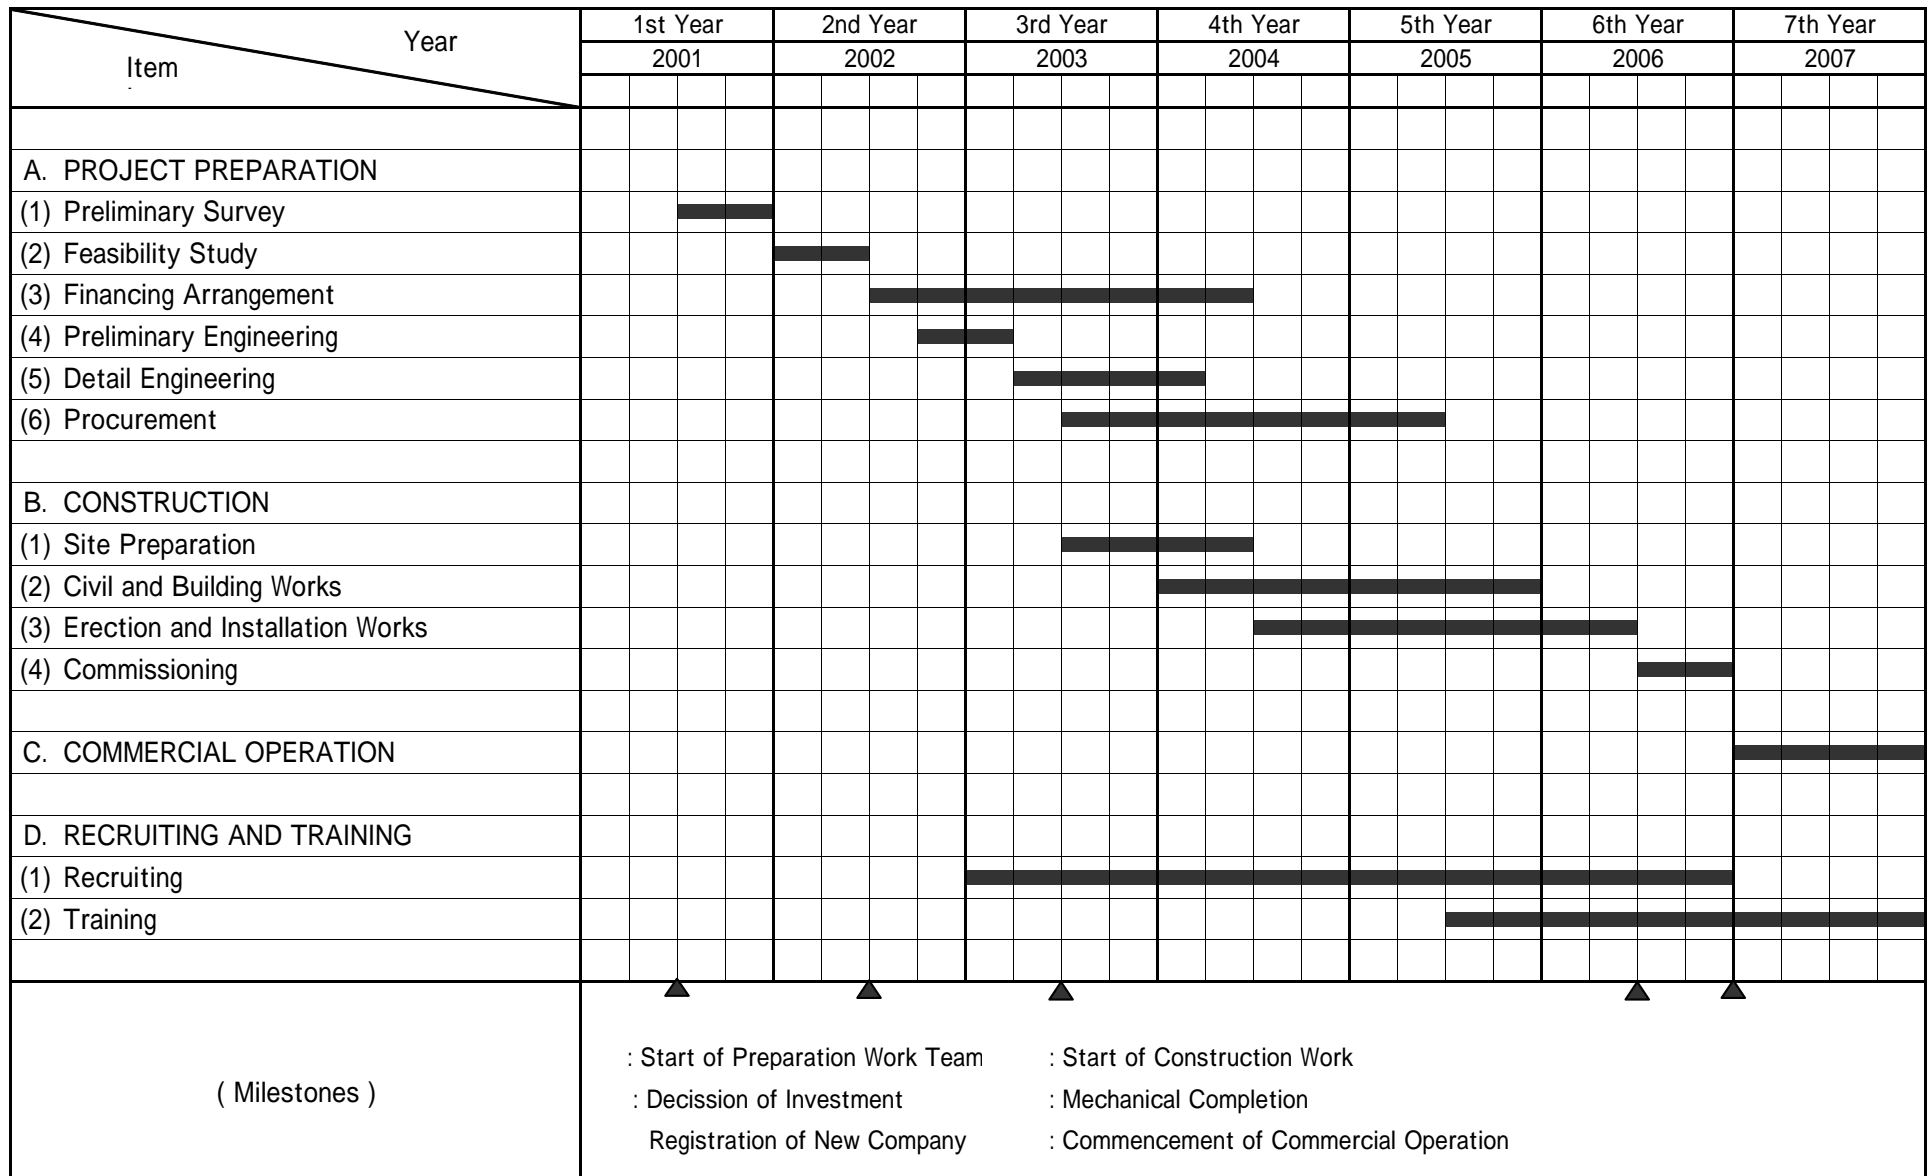 Year
Item
1st Year 2nd Year 3rd Year 4th Year 5th Year 6th Year 7th Year
2001 2002 2003 2004 2005 2006 2007
A. PROJECT PREPARATION
(1) Preliminary Survey
(2) Feasibility Study
(3) Financing Arrangement
(4) Preliminary Engineering
(5) Detail Engineering
(6) Procurement
B. CONSTRUCTION
(1) Site Preparation
(2) Civil and Building Works
(3) Erection and Installation Works
(4) Commissioning
C. COMMERCIAL OPERATION
D. RECRUITING AND TRAINING
(1) Recruiting
(2) Training
( Milestones )
: Start of Preparation Work Team
: Decission of Investment
Registration of New Company
: Start of Construction Work
: Mechanical Completion
: Commencement of Commercial Operation